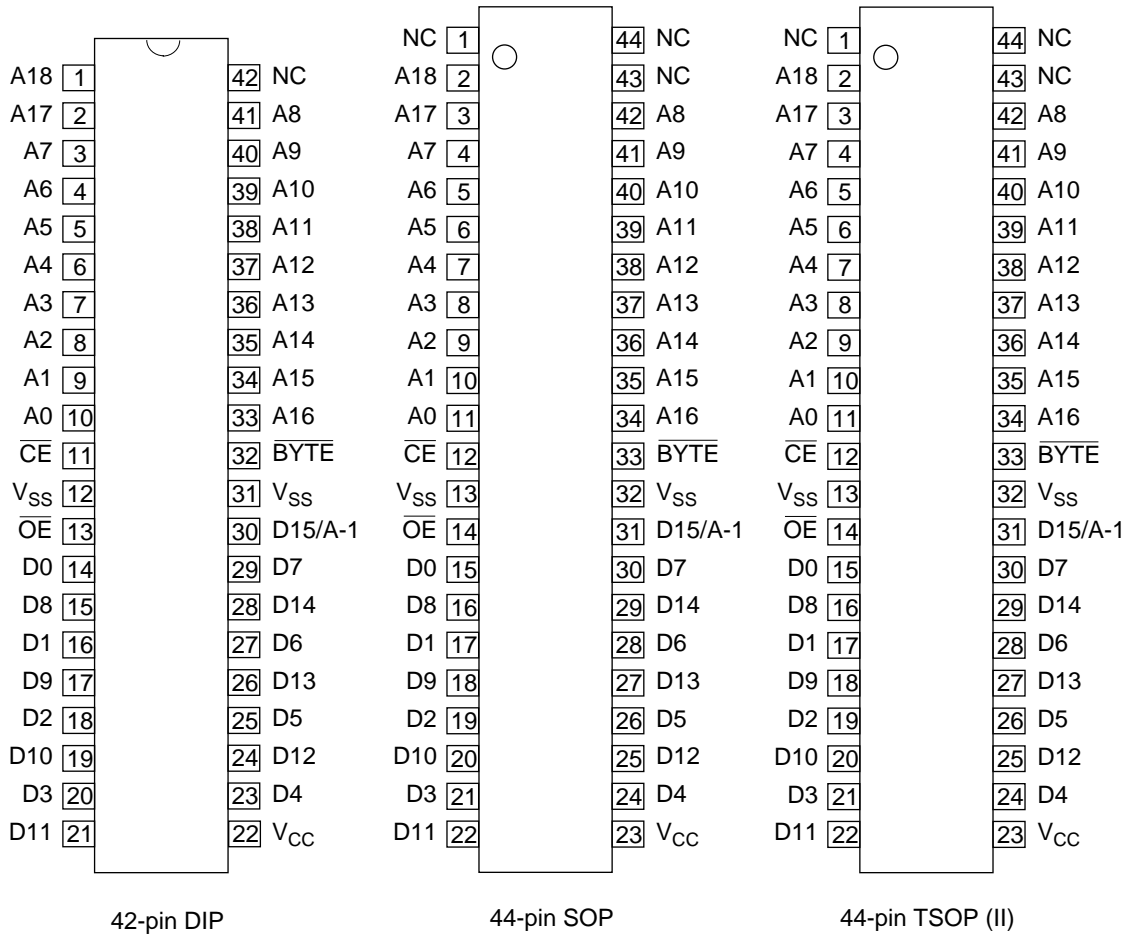 NC 1 44 NC NC 1 44 NC
A18 1 42 NC A18 2 43 NC A18 2 43 NC
A17 2 41 A8 A17 3 42 A8 A17 3 42 A8
A7 3 40 A9 A7 4 41 A9 A7 4 41 A9
A6 4 39 A10 A6 5 40 A10 A6 5 40 A10
A5 5 38 A11 A5 6 39 A11 A5 6 39 A11
A4 6 37 A12 A4 7 38 A12 A4 7 38 A12
A3 7 36 A13 A3 8 37 A13 A3 8 37 A13
A2 8 35 A14 A2 9 36 A14 A2 9 36 A14
A1 9 34 A15 A1 10 35 A15 A1 10 35 A15
A0 10 33 A16 A0 11 34 A16 A0 11 34 A16
C̅E̅ 11 32 B̅Y̅T̅E̅ C̅E̅ 12 33 B̅Y̅T̅E̅ C̅E̅ 12 33 B̅Y̅T̅E̅
VSS 12 31 VSS VSS 13 32 VSS VSS 13 32 VSS
O̅E̅ 13 30 D15/A-1 O̅E̅ 14 31 D15/A-1 O̅E̅ 14 31 D15/A-1
D0 14 29 D7 D0 15 30 D7 D0 15 30 D7
D8 15 28 D14 D8 16 29 D14 D8 16 29 D14
D1 16 27 D6 D1 17 28 D6 D1 17 28 D6
D9 17 26 D13 D9 18 27 D13 D9 18 27 D13
D2 18 25 D5 D2 19 26 D5 D2 19 26 D5
D10 19 24 D12 D10 20 25 D12 D10 20 25 D12
D3 20 23 D4 D3 21 24 D4 D3 21 24 D4
D11 21 22 VCC D11 22 23 VCC D11 22 23 VCC
42-pin DIP 44-pin SOP 44-pin TSOP (II)